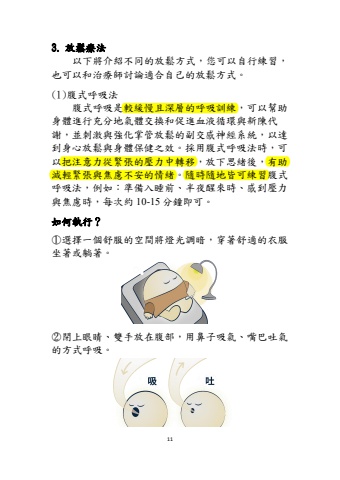 3. 放鬆療法
以下將介紹不同的放鬆方式，您可以自行練習，
也可以和治療師討論適合自己的放鬆方式。
(1)腹式呼吸法
腹式呼吸是較緩慢且深層的呼吸訓練，可以幫助
身體進行充分地氣體交換和促進血液循環與新陳代
謝，並刺激與強化掌管放鬆的副交感神經系統，以達
到身心放鬆與身體保健之效。採用腹式呼吸法時，可
以把注意力從緊張的壓力中轉移，放下思緒後，有助
減輕緊張與焦慮不安的情緒。隨時隨地皆可練習腹式
呼吸法，例如：準備入睡前、半夜醒來時、感到壓力
與焦慮時，每次約 10-15 分鐘即可。
如何執行？
①選擇一個舒服的空間將燈光調暗，穿著舒適的衣服
坐著或躺著。
②閉上眼睛、雙手放在腹部，用鼻子吸氣、嘴巴吐氣
的方式呼吸。
吸 吐
11